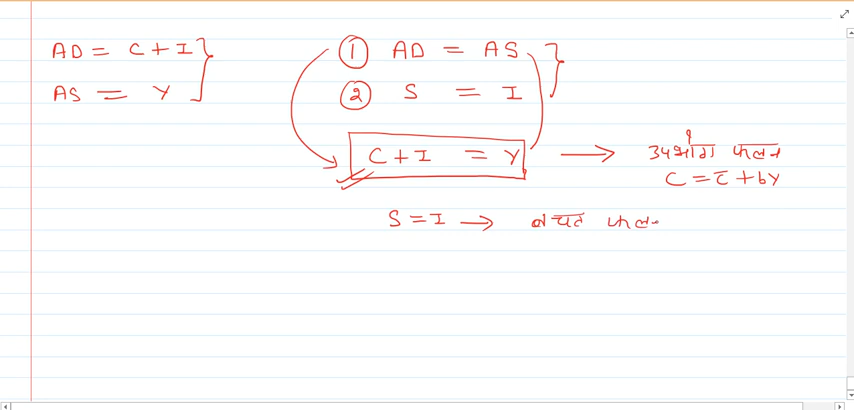 AD = C + I
AS = Y
① AD = AS
② S = I
C + I = Y → उपभोग फलन
C = c̄ + bY
S = I → बचत फलन